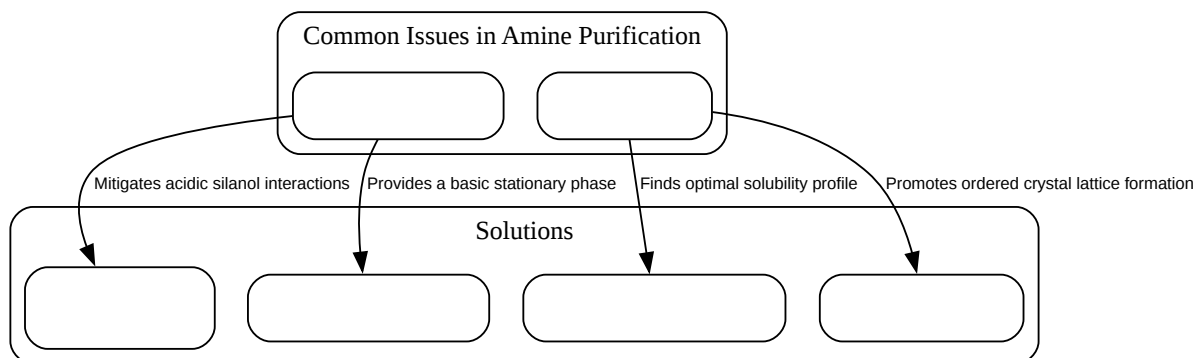 Common Issues in Amine Purification
Mitigates acidic silanol interactions
Provides a basic stationary phase
Finds optimal solubility profile
Promotes ordered crystal lattice formation
Solutions